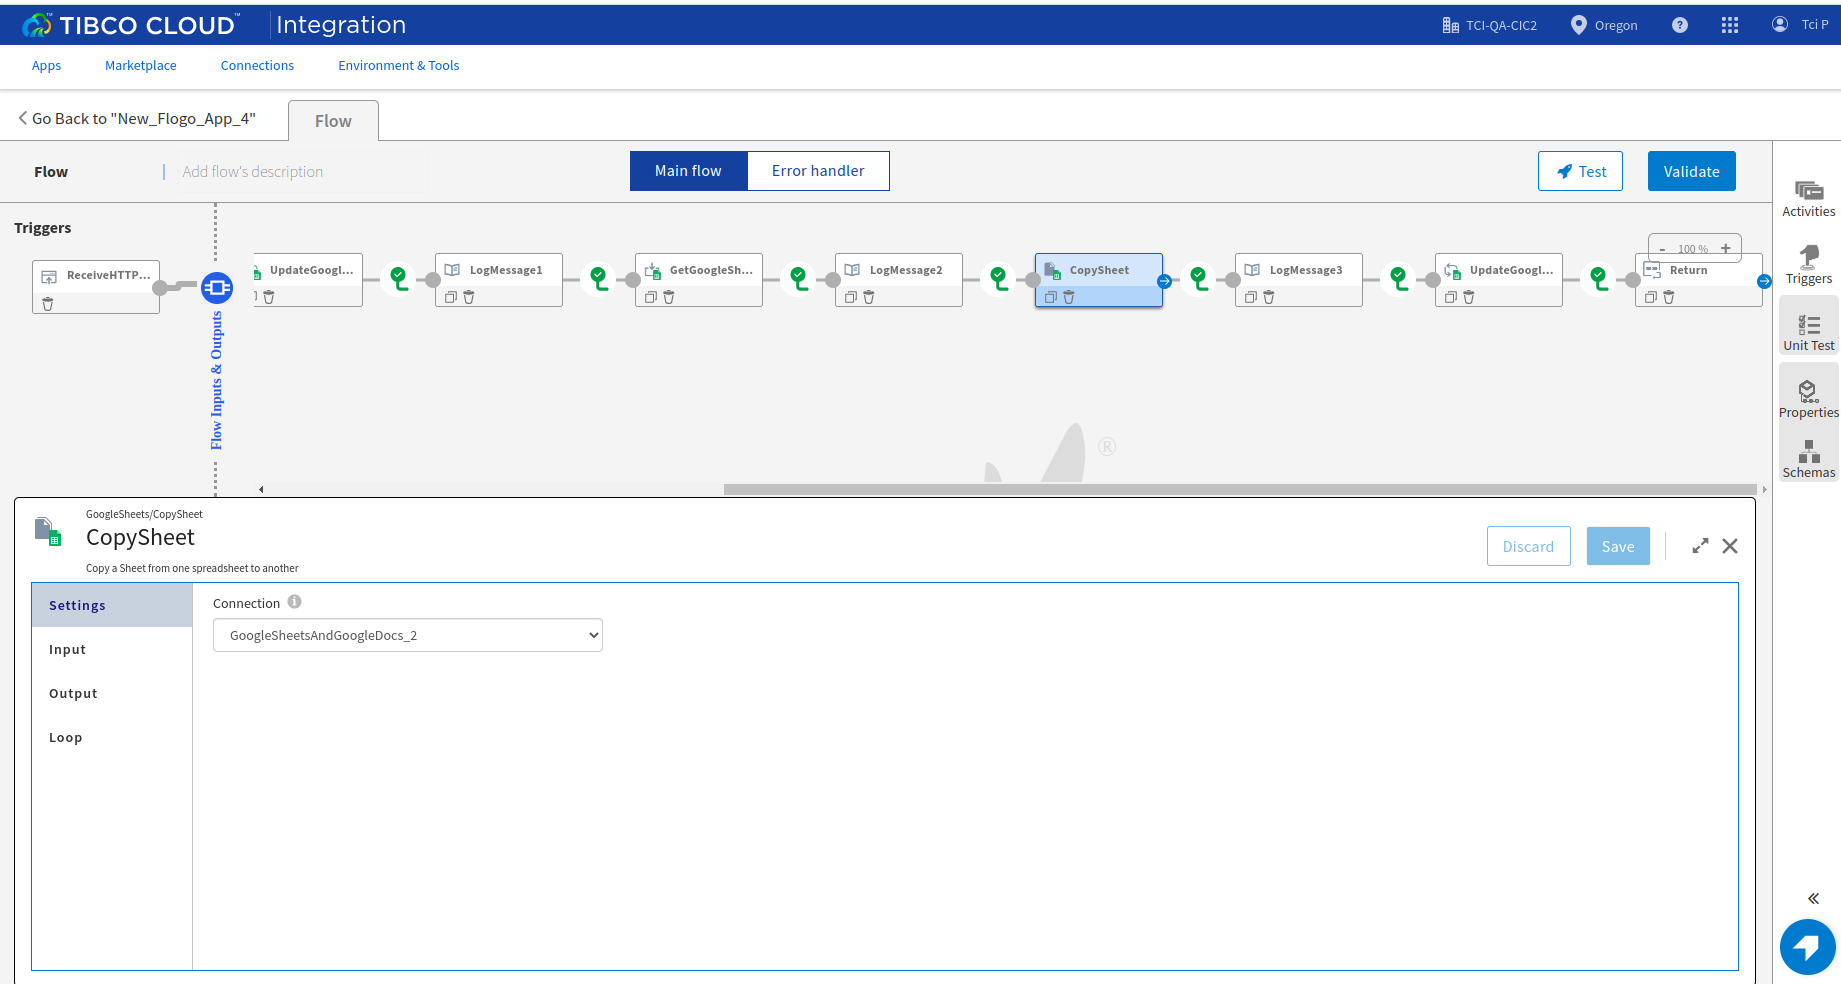 TIBCO CLOUD™ Integration
TCI-QA-CIC2
Oregon
?
Tci P
Apps
Marketplace
Connections
Environment & Tools
Go Back to "New_Flogo_App_4"
Flow
Flow
Add flow's description
Main flow
Error handler
Test
Validate
Triggers
ReceiveHTTP...
Flow Inputs & Outputs
UpdateGoogl...
LogMessage1
GetGoogleSh...
LogMessage2
CopySheet
LogMessage3
UpdateGoogl...
Return
- 100 % +
®
Activities
Triggers
Unit Test
Properties
Schemas
GoogleSheets/CopySheet
CopySheet
Copy a Sheet from one spreadsheet to another
Discard
Save
Settings
Input
Output
Loop
Connection
GoogleSheetsAndGoogleDocs_2